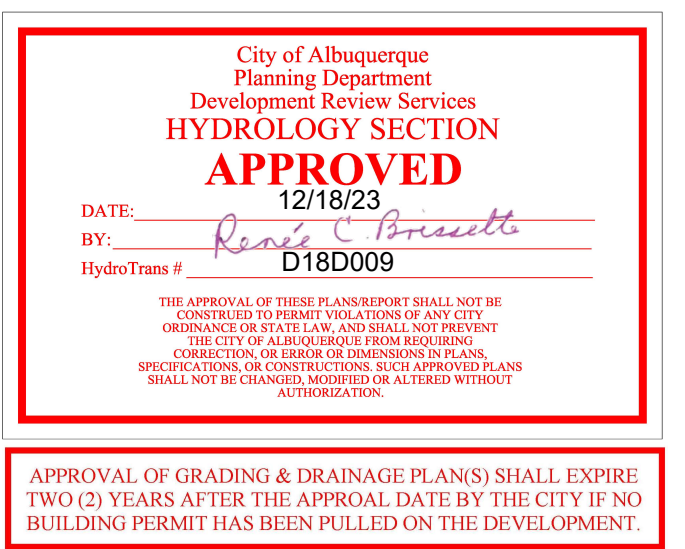 City of Albuquerque
Planning Department
Development Review Services
HYDROLOGY SECTION
APPROVED
DATE: 12/18/23
BY: Renée C. Brissette
HydroTrans # D18D009
THE APPROVAL OF THESE PLANS/REPORT SHALL NOT BE
CONSTRUED TO PERMIT VIOLATIONS OF ANY CITY
ORDINANCE OR STATE LAW, AND SHALL NOT PREVENT
THE CITY OF ALBUQUERQUE FROM REQUIRING
CORRECTION, OR ERROR OR DIMENSIONS IN PLANS,
SPECIFICATIONS, OR CONSTRUCTIONS. SUCH APPROVED PLANS
SHALL NOT BE CHANGED, MODIFIED OR ALTERED WITHOUT
AUTHORIZATION.
APPROVAL OF GRADING & DRAINAGE PLAN(S) SHALL EXPIRE
TWO (2) YEARS AFTER THE APPROAL DATE BY THE CITY IF NO
BUILDING PERMIT HAS BEEN PULLED ON THE DEVELOPMENT.